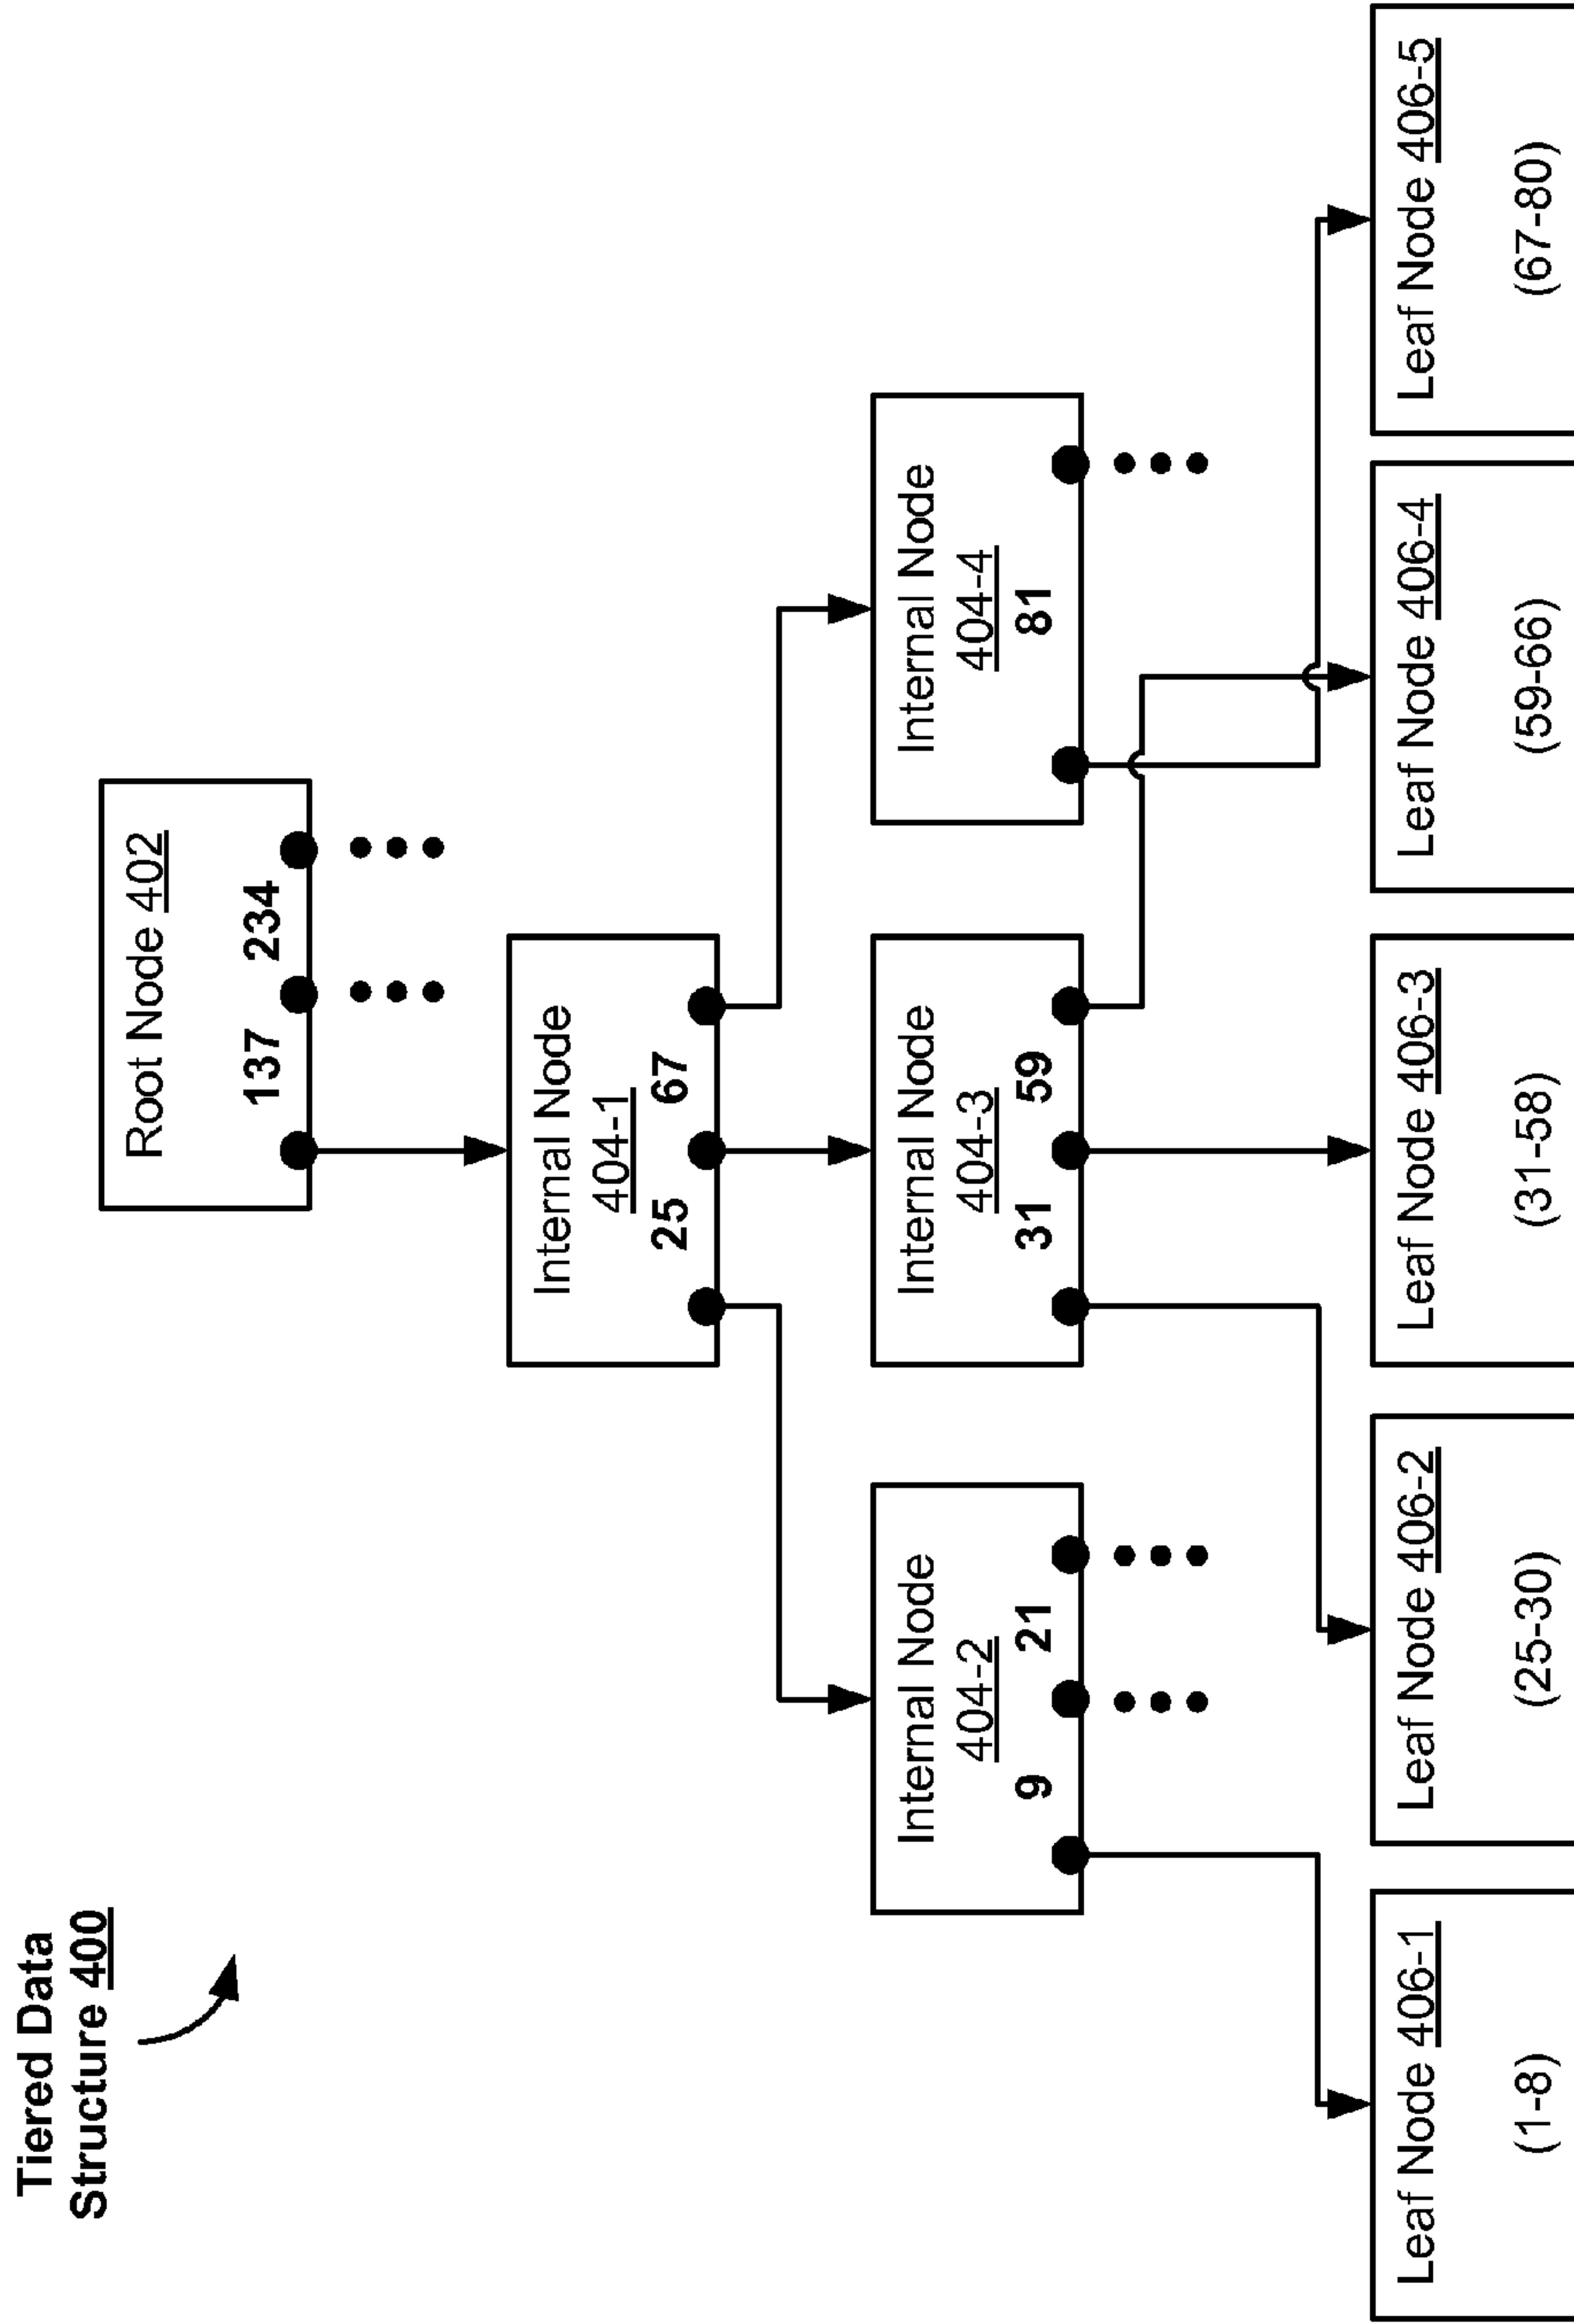 Tiered Data
Structure 400
Root Node 402
137 234
Internal Node
404-1
25 67
Internal Node
404-2
9 21
Internal Node
404-3
31 59
Internal Node
404-4
81
Leaf Node 406-1
(1-8)
Leaf Node 406-2
(25-30)
Leaf Node 406-3
(31-58)
Leaf Node 406-4
(59-66)
Leaf Node 406-5
(67-80)